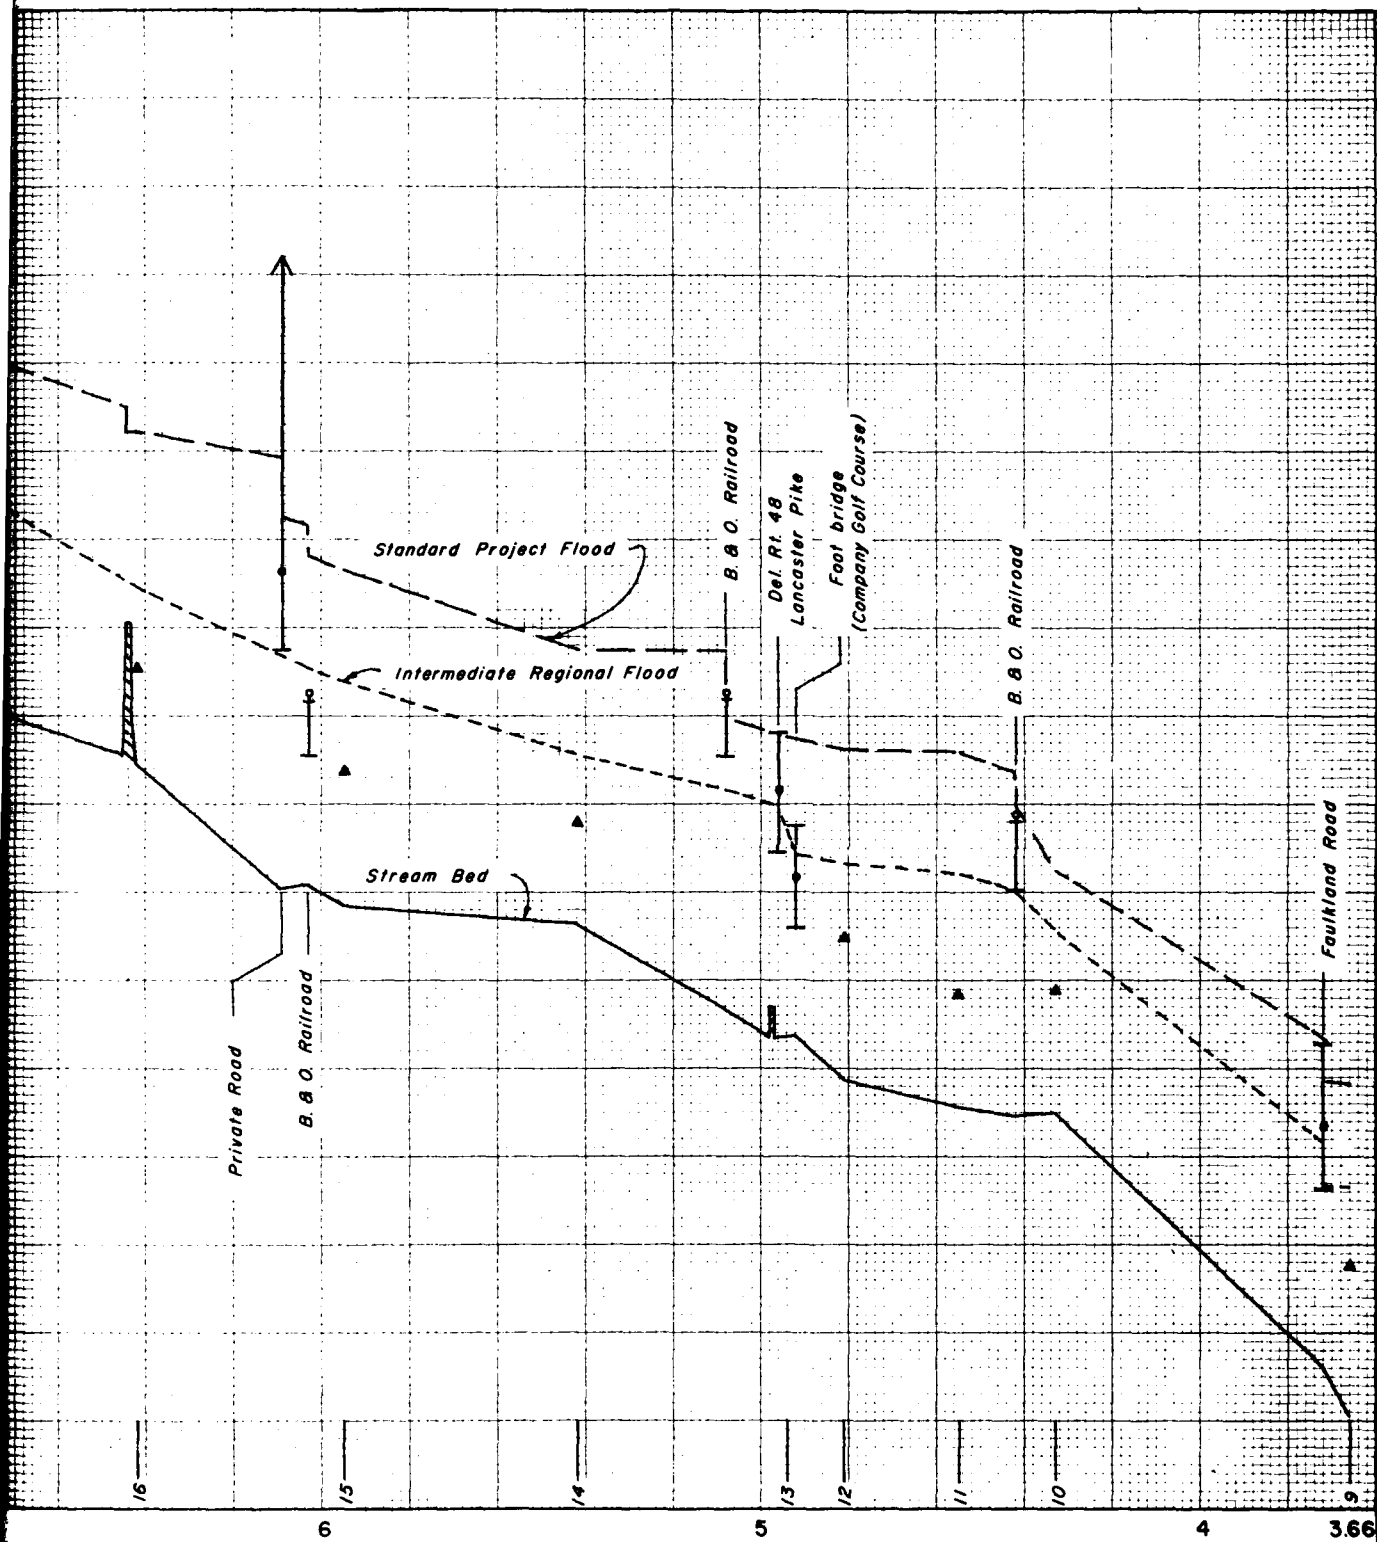 B. & O. Railroad
Del. Rt. 48
Lancaster Pike
Foot bridge
(Company Golf Course)
Standard Project Flood
B. & O. Railroad
Intermediate Regional Flood
Faulkland Road
Stream Bed
Private Road
B. & O. Railroad
16
15
14
13
12
11
10
9
6
5
4
3.66